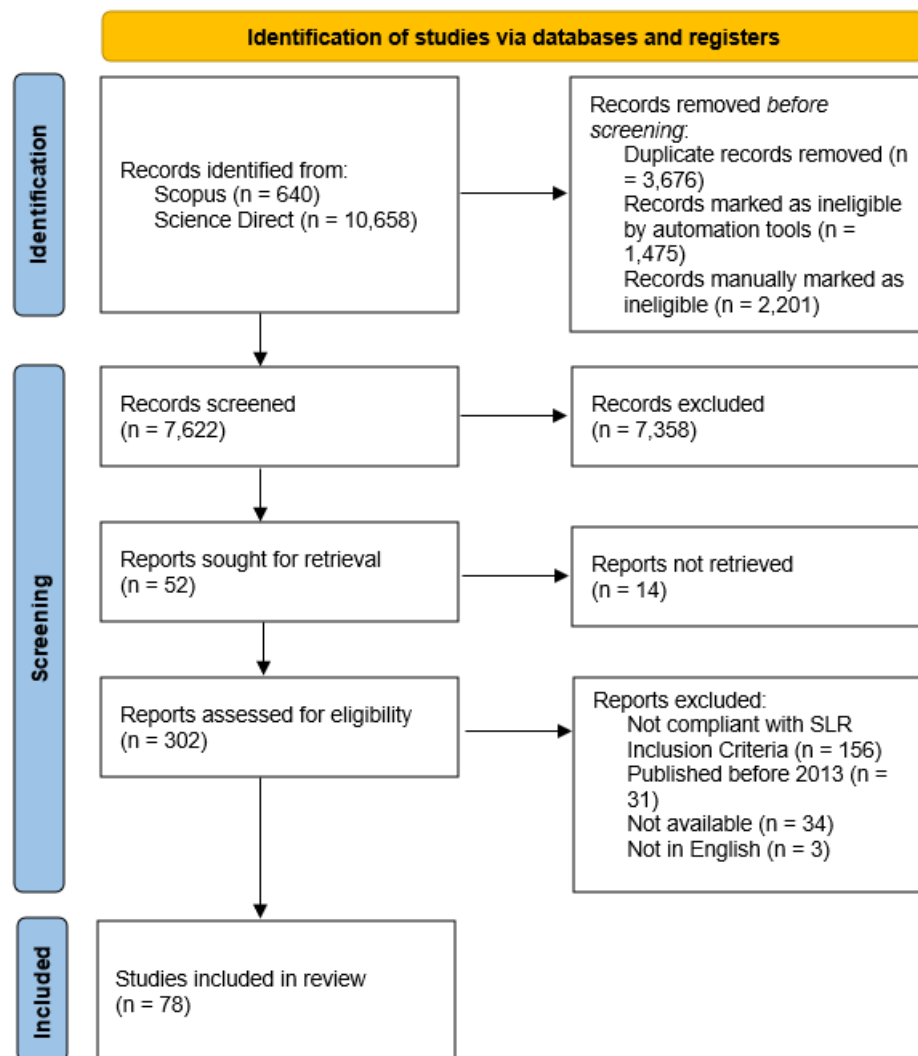 Identification of studies via databases and registers
Identification
Records identified from:
Scopus (n = 640)
Science Direct (n = 10,658)
Records removed before
screening:
Duplicate records removed (n
= 3,676)
Records marked as ineligible
by automation tools (n =
1,475)
Records manually marked as
ineligible (n = 2,201)
Screening
Records screened
(n = 7,622)
Records excluded
(n = 7,358)
Reports sought for retrieval
(n = 52)
Reports not retrieved
(n = 14)
Reports assessed for eligibility
(n = 302)
Reports excluded:
Not compliant with SLR
Inclusion Criteria (n = 156)
Published before 2013 (n =
31)
Not available (n = 34)
Not in English (n = 3)
Included
Studies included in review
(n = 78)